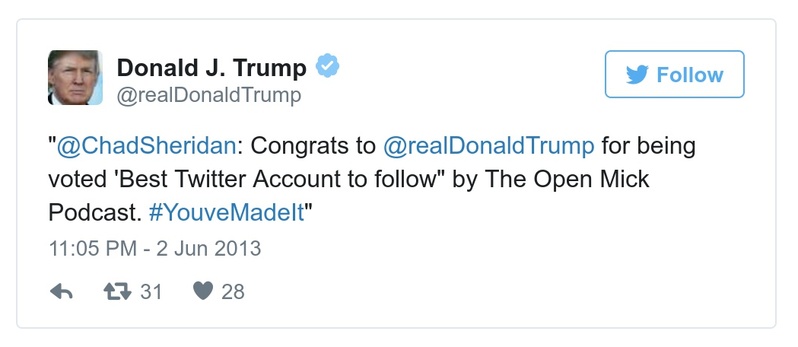 Donald J. Trump
Follow
@realDonaldTrump
"@ChadSheridan: Congrats to @realDonaldTrump for being
voted 'Best Twitter Account to follow" by The Open Mick
Podcast. #YouveMadeIt"
11:05 PM - 2 Jun 2013
31 28